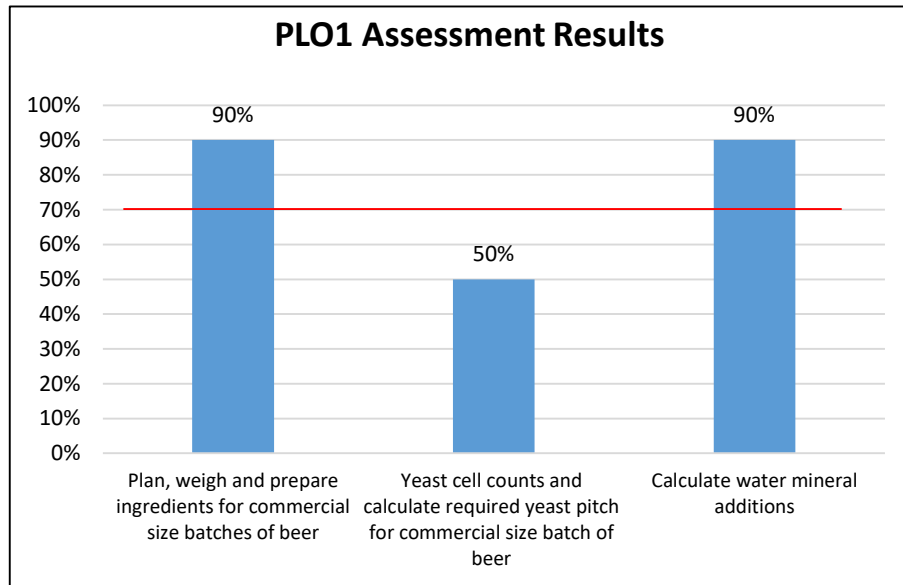 PLO1 Assessment Results
100%
90%
80%
70%
60%
50%
40%
30%
20%
10%
0%
90%
50%
90%
Plan, weigh and prepare
ingredients for commercial
size batches of beer
Yeast cell counts and
calculate required yeast pitch
for commercial size batch of
beer
Calculate water mineral
additions